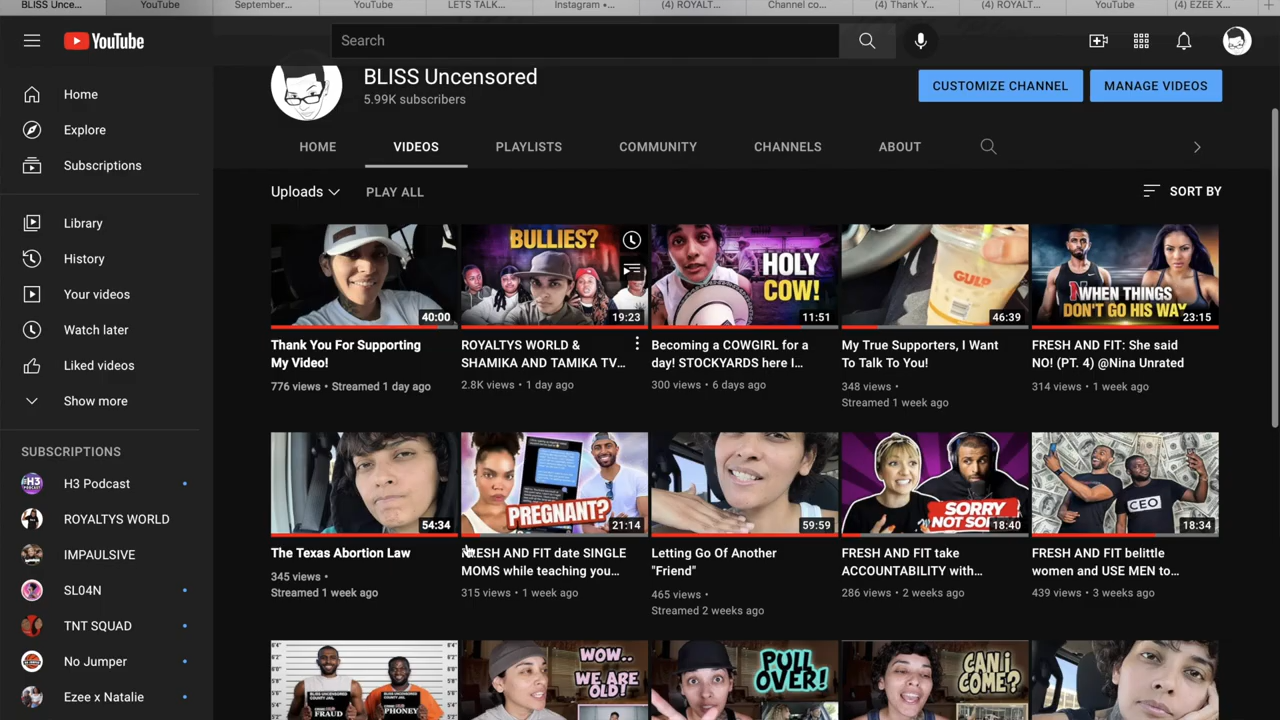 BLISS Unce...
YouTube
September...
YouTube
LETS TALK...
Instagram •...
(4) ROYALT...
Channel co...
(4) Thank Y...
(4) ROYALT...
YouTube
(4) EZEE X...
YouTube
Search
BLISS Uncensored
5.99K subscribers
CUSTOMIZE CHANNEL
MANAGE VIDEOS
HOME
VIDEOS
PLAYLISTS
COMMUNITY
CHANNELS
ABOUT
Uploads
PLAY ALL
SORT BY
Home
Explore
Subscriptions
Library
History
Your videos
Watch later
Liked videos
Show more
SUBSCRIPTIONS
H3 Podcast
ROYALTYS WORLD
IMPAULSIVE
SL04N
TNT SQUAD
No Jumper
Ezee x Natalie
40:00
Thank You For Supporting
My Video!
776 views • Streamed 1 day ago
BULLIES?
19:23
ROYALTYS WORLD &
SHAMIKA AND TAMIKA TV...
2.8K views • 1 day ago
HOLY
COW!
11:51
Becoming a COWGIRL for a
day! STOCKYARDS here I...
300 views • 6 days ago
GULP
46:39
My True Supporters, I Want
To Talk To You!
348 views •
Streamed 1 week ago
WHEN THINGS
DON'T GO HIS WAY
23:15
FRESH AND FIT: She said
NO! (PT. 4) @Nina Unrated
314 views • 1 week ago
54:34
The Texas Abortion Law
345 views •
Streamed 1 week ago
PREGNANT?
21:14
FRESH AND FIT date SINGLE
MOMS while teaching you...
315 views • 1 week ago
59:59
Letting Go Of Another
"Friend"
465 views •
Streamed 2 weeks ago
SORRY
NOT SO
18:40
FRESH AND FIT take
ACCOUNTABILITY with...
286 views • 2 weeks ago
CEO
18:34
FRESH AND FIT belittle
women and USE MEN to...
439 views • 3 weeks ago
BLISS UNCENSORED
COUNTY JAIL
FRAUD
BLISS UNCENSORED
COUNTY JAIL
PHONEY
WOW..
WE ARE
OLD!
PULL
OVER!
CAN I
COME?